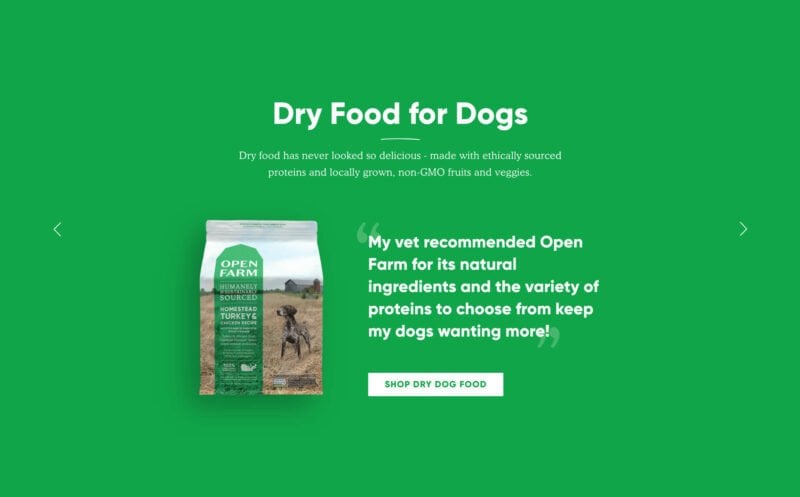 Dry Food for Dogs
Dry food has never looked so delicious - made with ethically sourced
proteins and locally grown, non-GMO fruits and veggies.
OPEN
FARM
HUMANELY
SOURCED
HOMESTEAD
TURKEY &
CHICKEN RECIPE
“My vet recommended Open
Farm for its natural
ingredients and the variety of
proteins to choose from keep
my dogs wanting more!”
SHOP DRY DOG FOOD